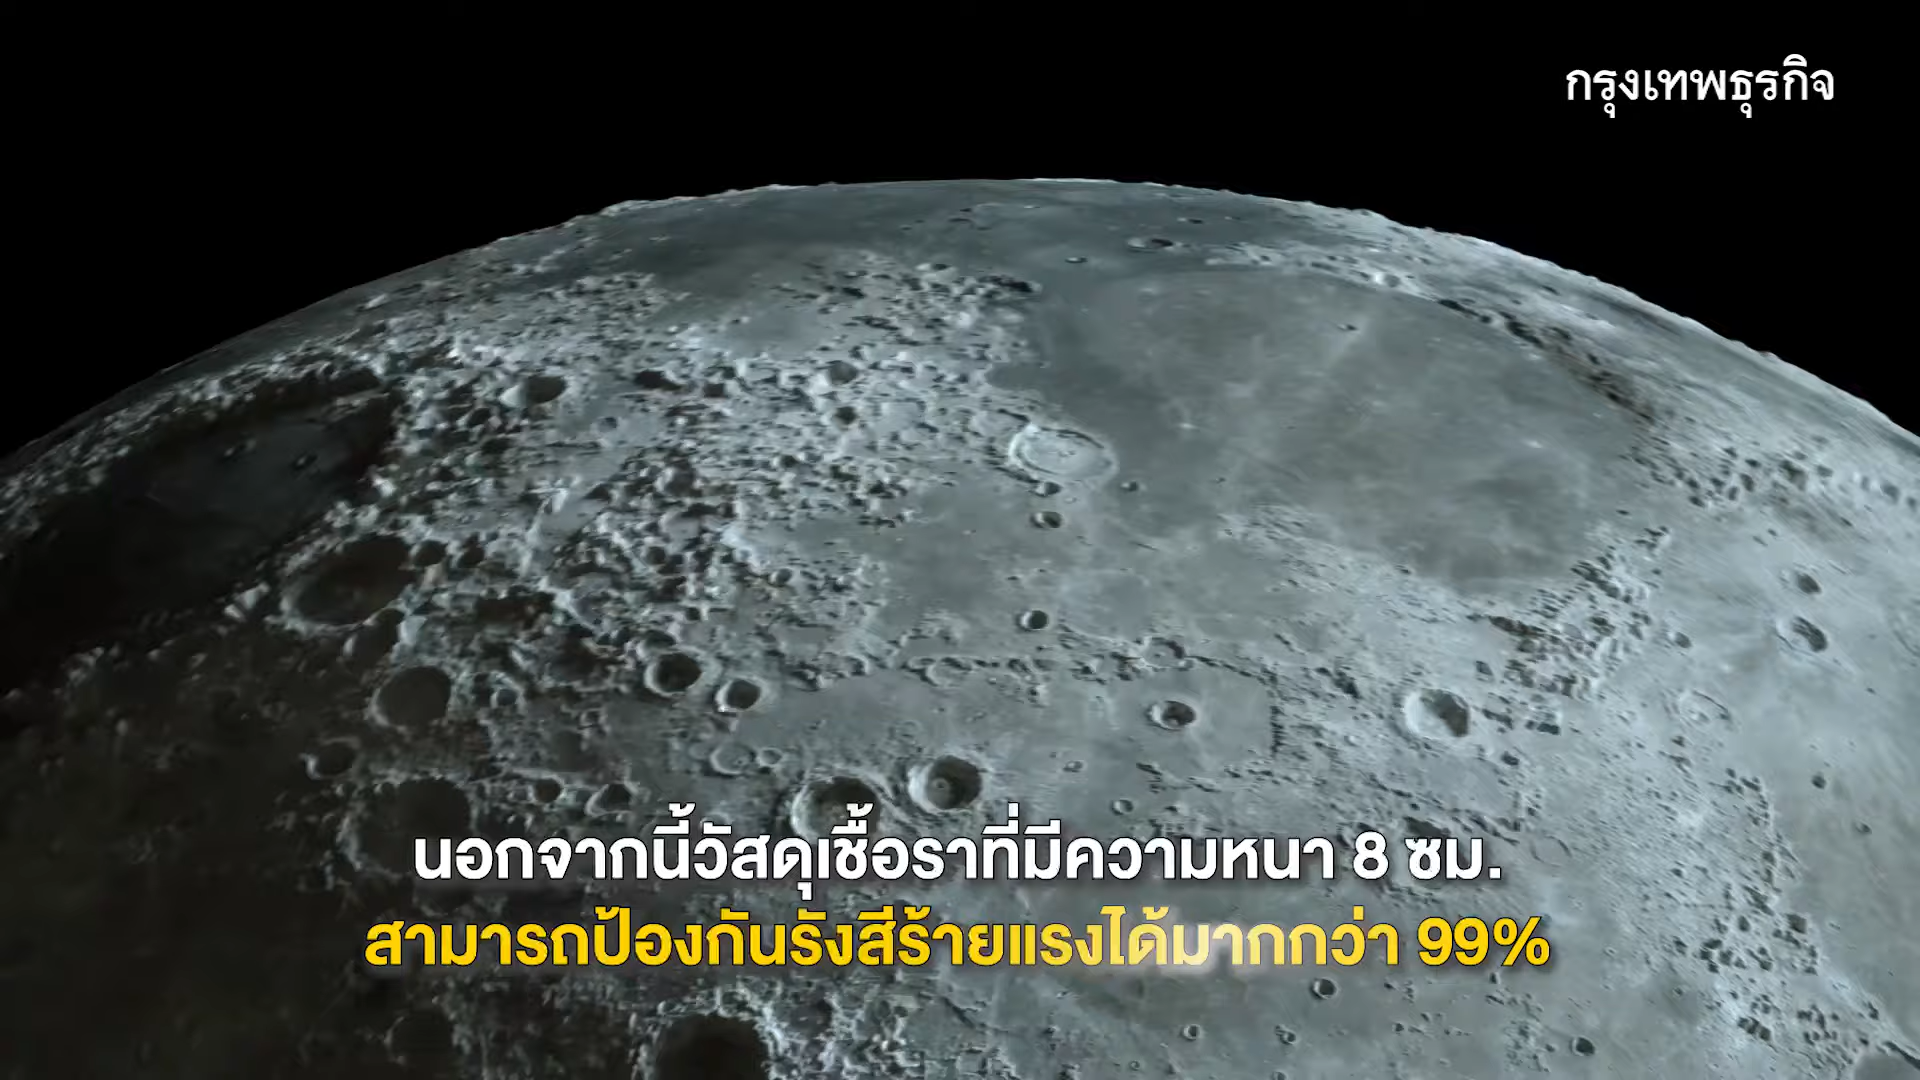 กรุงเทพธุรกิจ
นอกจากนี้วัสดุเชื้อราที่มีความหนา 8 ซม.
สามารถป้องกันรังสีร้ายแรงได้มากกว่า 99%